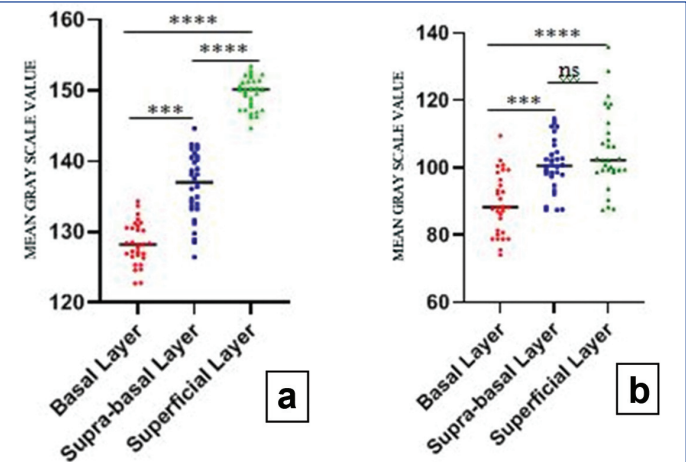 MEAN GRAY SCALE VALUE
160
150
140
130
120
****
****
***
Basal Layer
Supra-basal Layer
Superficial Layer
a
MEAN GRAY SCALE VALUE
140
120
100
80
60
****
ns
***
Basal Layer
Supra-basal Layer
Superficial Layer
b